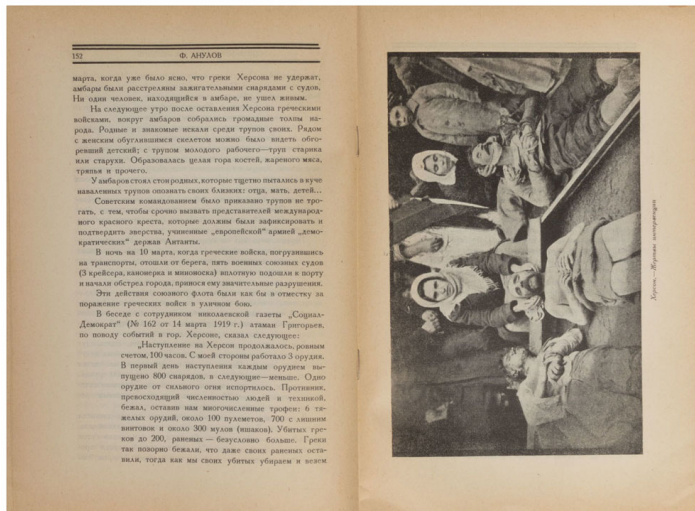 152
Ф. АНУЛОВ
марта, когда уже было ясно, что греки Херсона не удержат,
амбары были расстреляны зажигательными снарядами с судов.
Ни один человек, находящийся в амбаре, не ушел живым.
На следующее утро после оставления Херсона греческими
войсками, вокруг амбаров собрались громадные толпы на-
рода. Родные и знакомые искали среди трупов своих. Рядом
с женским обуглившимся скелетом можно было видеть обго-
ревший детский; с трупом молодого рабочего—труп старика
или старухи. Образовалась целая гора костей, жареного мяса,
тряпья и прочего.
У амбаров стоял стон родных, которые тщетно пытались в куче
наваленных трупов опознать своих близких: отца, мать, детей...
Советским командованием было приказано трупов не тро-
гать, с тем, чтобы срочно вызвать представителей международ-
ного красного креста, которые должны были зафиксировать и
подтвердить зверства, учиненные „европейской“ армией „демо-
кратических“ держав Антанты.
В ночь на 10 марта, когда греческие войска, погрузившись
на транспорты, отошли от берега, пять военных союзных судов
(3 крейсера, канонерка и миноноска) вплотную подошли к порту
и начали обстрел города, принося ему значительные разрушения.
Эти действия союзного флота были как бы в отместку за
поражение греческих войск в уличном бою.
В беседе с сотрудником николаевской газеты „Социал-
Демократ“ (№ 162 от 14 марта 1919 г.) атаман Григорьев,
по поводу событий в гор. Херсоне, сказал следующее:
„Наступление на Херсон продолжалось, ровным
счетом, 100 часов. С моей стороны работало 3 орудия.
В первый день наступления каждым орудием вы-
пущено 800 снарядов, в следующие—меньше. Одно
орудие от сильного огня испортилось. Противник,
превосходящий численностью людей и техникой,
бежал, оставив нам многочисленные трофеи: 6 тя-
желых орудий, около 100 пулеметов, 700 с лишним
винтовок и около 300 мулов (ишаков). Убитых гре-
ков до 200, раненых — безусловно больше. Греки
так позорно бежали, что даже своих раненых оста-
вили, тогда как мы своих убитых убираем и везем
Херсон.—Жертвы интервенции